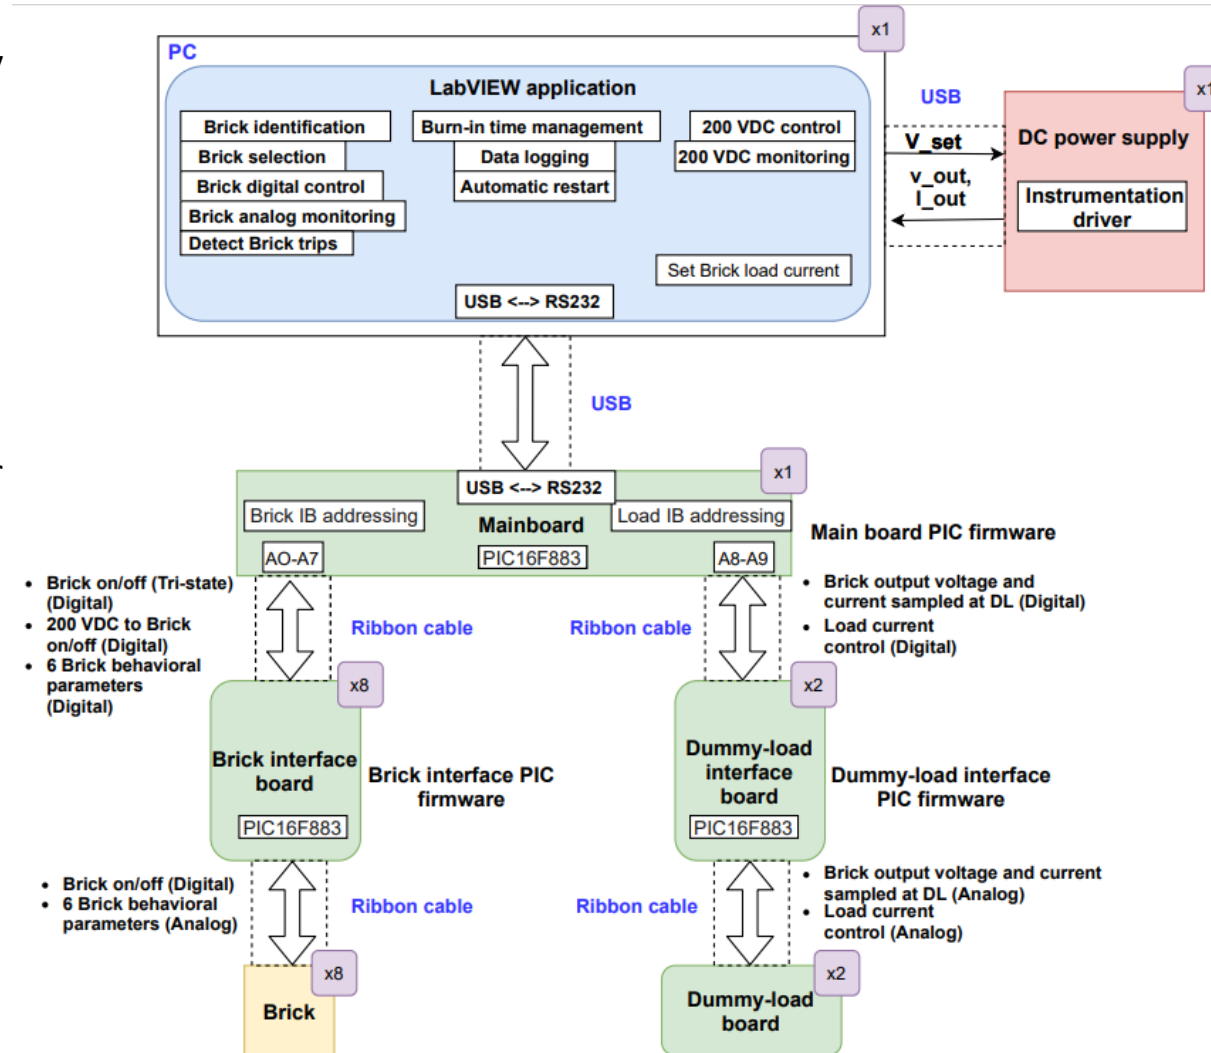 x1
PC
LabVIEW application
Brick identification
Brick selection
Brick digital control
Brick analog monitoring
Detect Brick trips
Burn-in time management
Data logging
Automatic restart
200 VDC control
200 VDC monitoring
Set Brick load current
USB <--> RS232
USB
V_set
v_out,
I_out
x1
DC power supply
Instrumentation
driver
USB
x1
USB <--> RS232
Brick IB addressing
Mainboard
Load IB addressing
PIC16F883
AO-A7
A8-A9
Main board PIC firmware
• Brick on/off (Tri-state)
(Digital)
• 200 VDC to Brick
on/off (Digital)
• 6 Brick behavioral
parameters
(Digital)
Ribbon cable
Ribbon cable
• Brick output voltage and
current sampled at DL (Digital)
• Load current
control (Digital)
x8
Brick interface
board
PIC16F883
Brick interface PIC
firmware
x2
Dummy-load
interface
board
PIC16F883
Dummy-load interface
PIC firmware
• Brick on/off (Digital)
• 6 Brick behavioral
parameters (Analog)
Ribbon cable
Ribbon cable
• Brick output voltage and current
sampled at DL (Analog)
• Load current
control (Analog)
x8
Brick
x2
Dummy-load
board